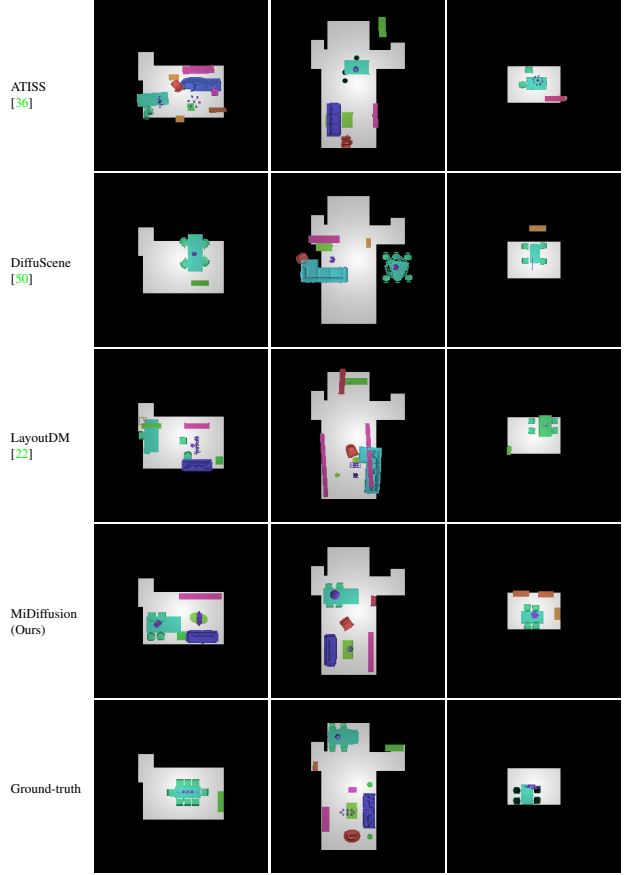 ATISS
[36]
DiffuScene
[50]
LayoutDM
[22]
MiDiffusion
(Ours)
Ground-truth